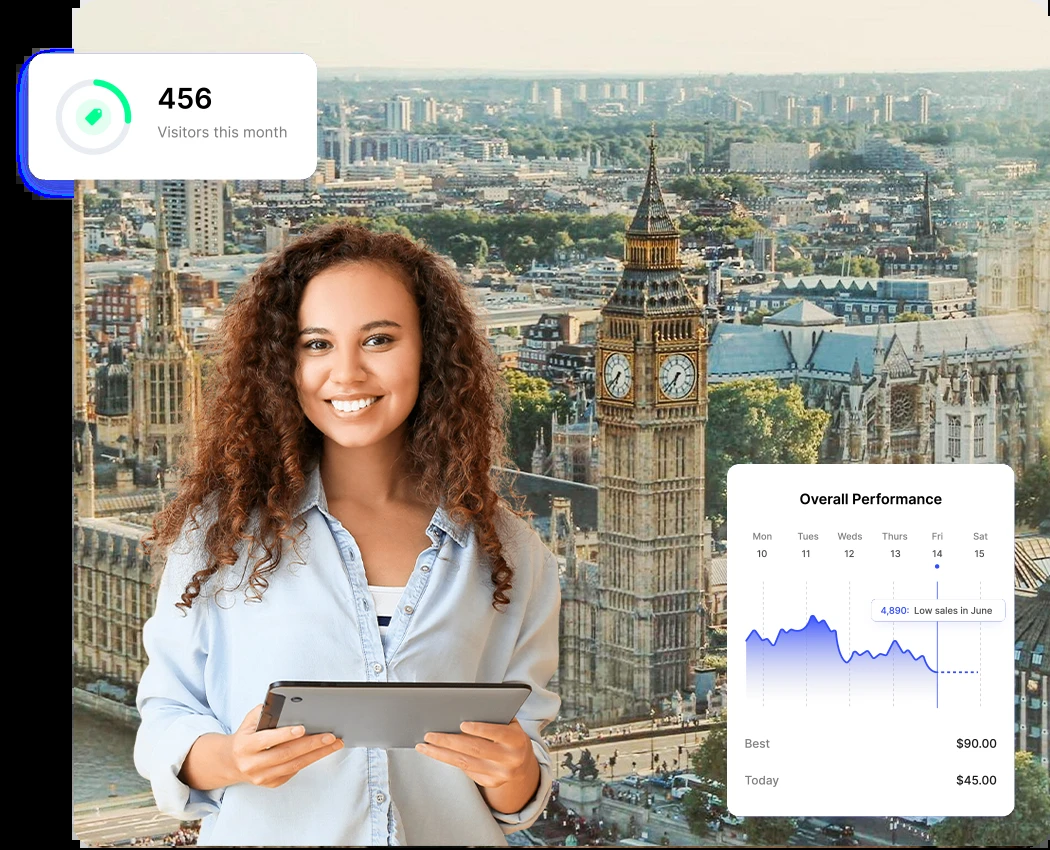 456
Visitors this month
Overall Performance
Mon Tues Weds Thurs Fri Sat
10 11 12 13 14 15
4,890: Low sales in June
Best $90.00
Today $45.00